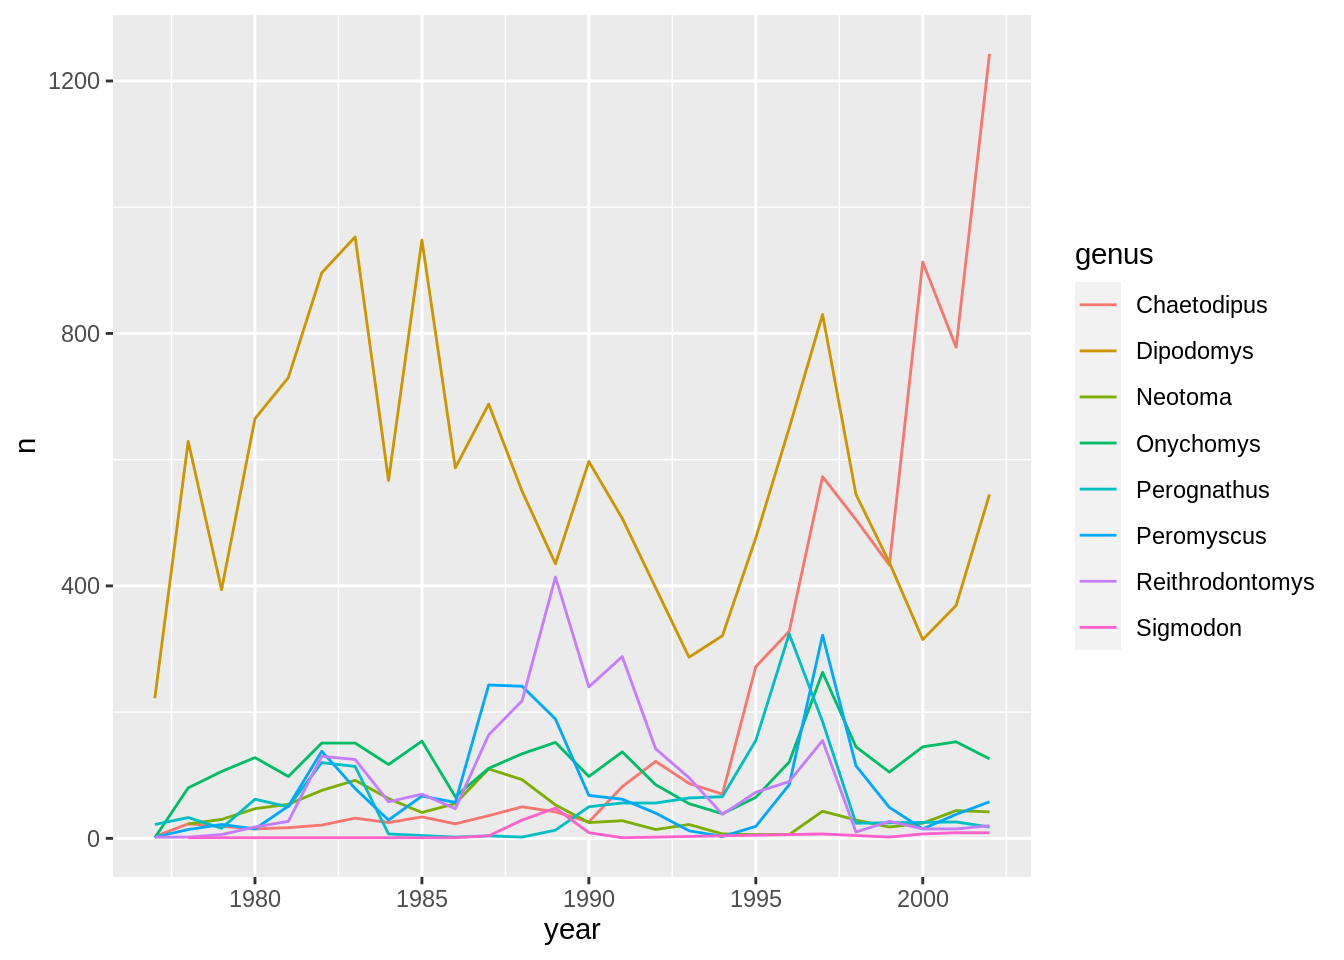 1200
800
400
0
n
1980 1985 1990 1995 2000
year
genus
Chaetodipus
Dipodomys
Neotoma
Onychomys
Perognathus
Peromyscus
Reithrodontomys
Sigmodon